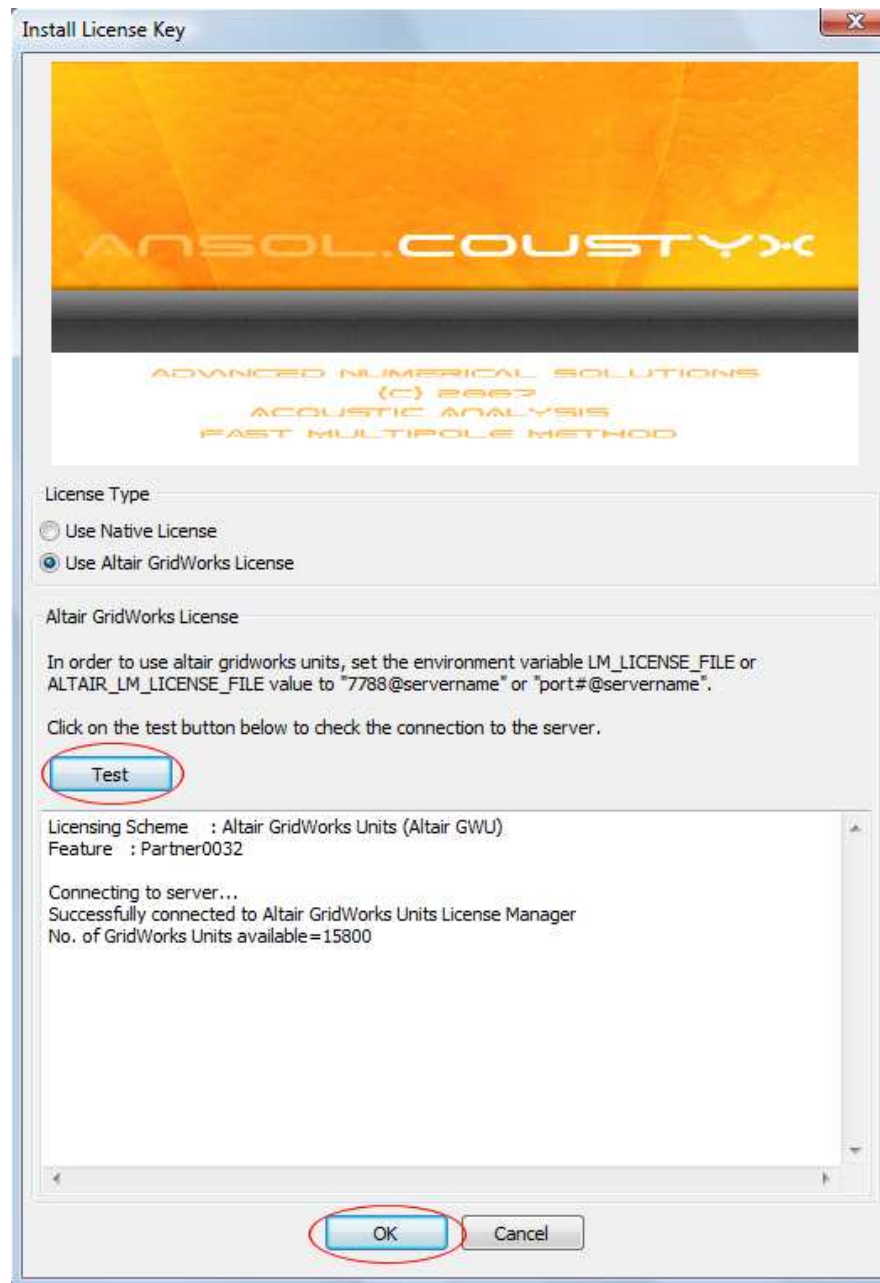 Install License Key
ANSOL.COUSTYX
ADVANCED NUMERICAL SOLUTIONS
(C) 2007
ACOUSTIC ANALYSIS
FAST MULTIPOLE METHOD
License Type
Use Native License
Use Altair GridWorks License
Altair GridWorks License
In order to use altair gridworks units, set the environment variable LM_LICENSE_FILE or
ALTAIR_LM_LICENSE_FILE value to "7788@servername" or "port#@servername".
Click on the test button below to check the connection to the server.
Test
Licensing Scheme : Altair GridWorks Units (Altair GWU)
Feature : Partner0032
Connecting to server...
Successfully connected to Altair GridWorks Units License Manager
No. of GridWorks Units available=15800
OK Cancel